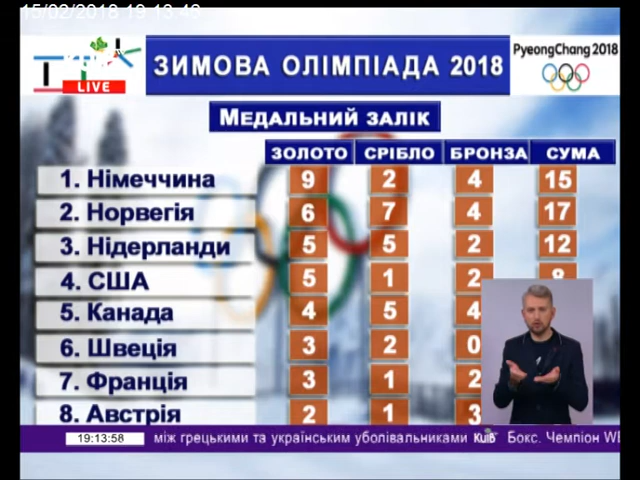 15/02/2018 19:13:43
LIVE
ЗИМОВА ОЛІМПІАДА 2018
PyeongChang 2018
МЕДАЛЬНИЙ ЗАЛІК
ЗОЛОТО СРІБЛО БРОНЗА СУМА
1. Німеччина 9 2 4 15
2. Норвегія 6 7 4 17
3. Нідерланди 5 5 2 12
4. США 5 1 2 8
5. Канада 4 5 4
6. Швеція 3 2 0
7. Франція 3 1 2
8. Австрія 2 1 3
19:13:58 між грецькими та українським уболівальниками Київ Бокс. Чемпіон